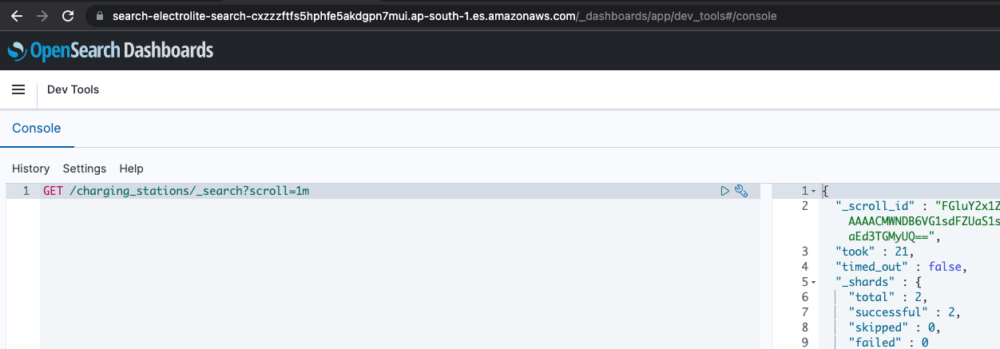 search-electrolite-search-cxzzzftfs5hphfe5akdgpn7mui.ap-south-1.es.amazonaws.com/_dashboards/app/dev_tools#/console
OpenSearch Dashboards
Dev Tools
Console
History Settings Help
1 GET /charging_stations/_search?scroll=1m
1 {
2 "_scroll_id" : "FGluY2x1Z
AAAACMWNDB6VG1sdFZUaS1s
aEd3TGMyUQ==",
3 "took" : 21,
4 "timed_out" : false,
5 "_shards" : {
6 "total" : 2,
7 "successful" : 2,
8 "skipped" : 0,
9 "failed" : 0